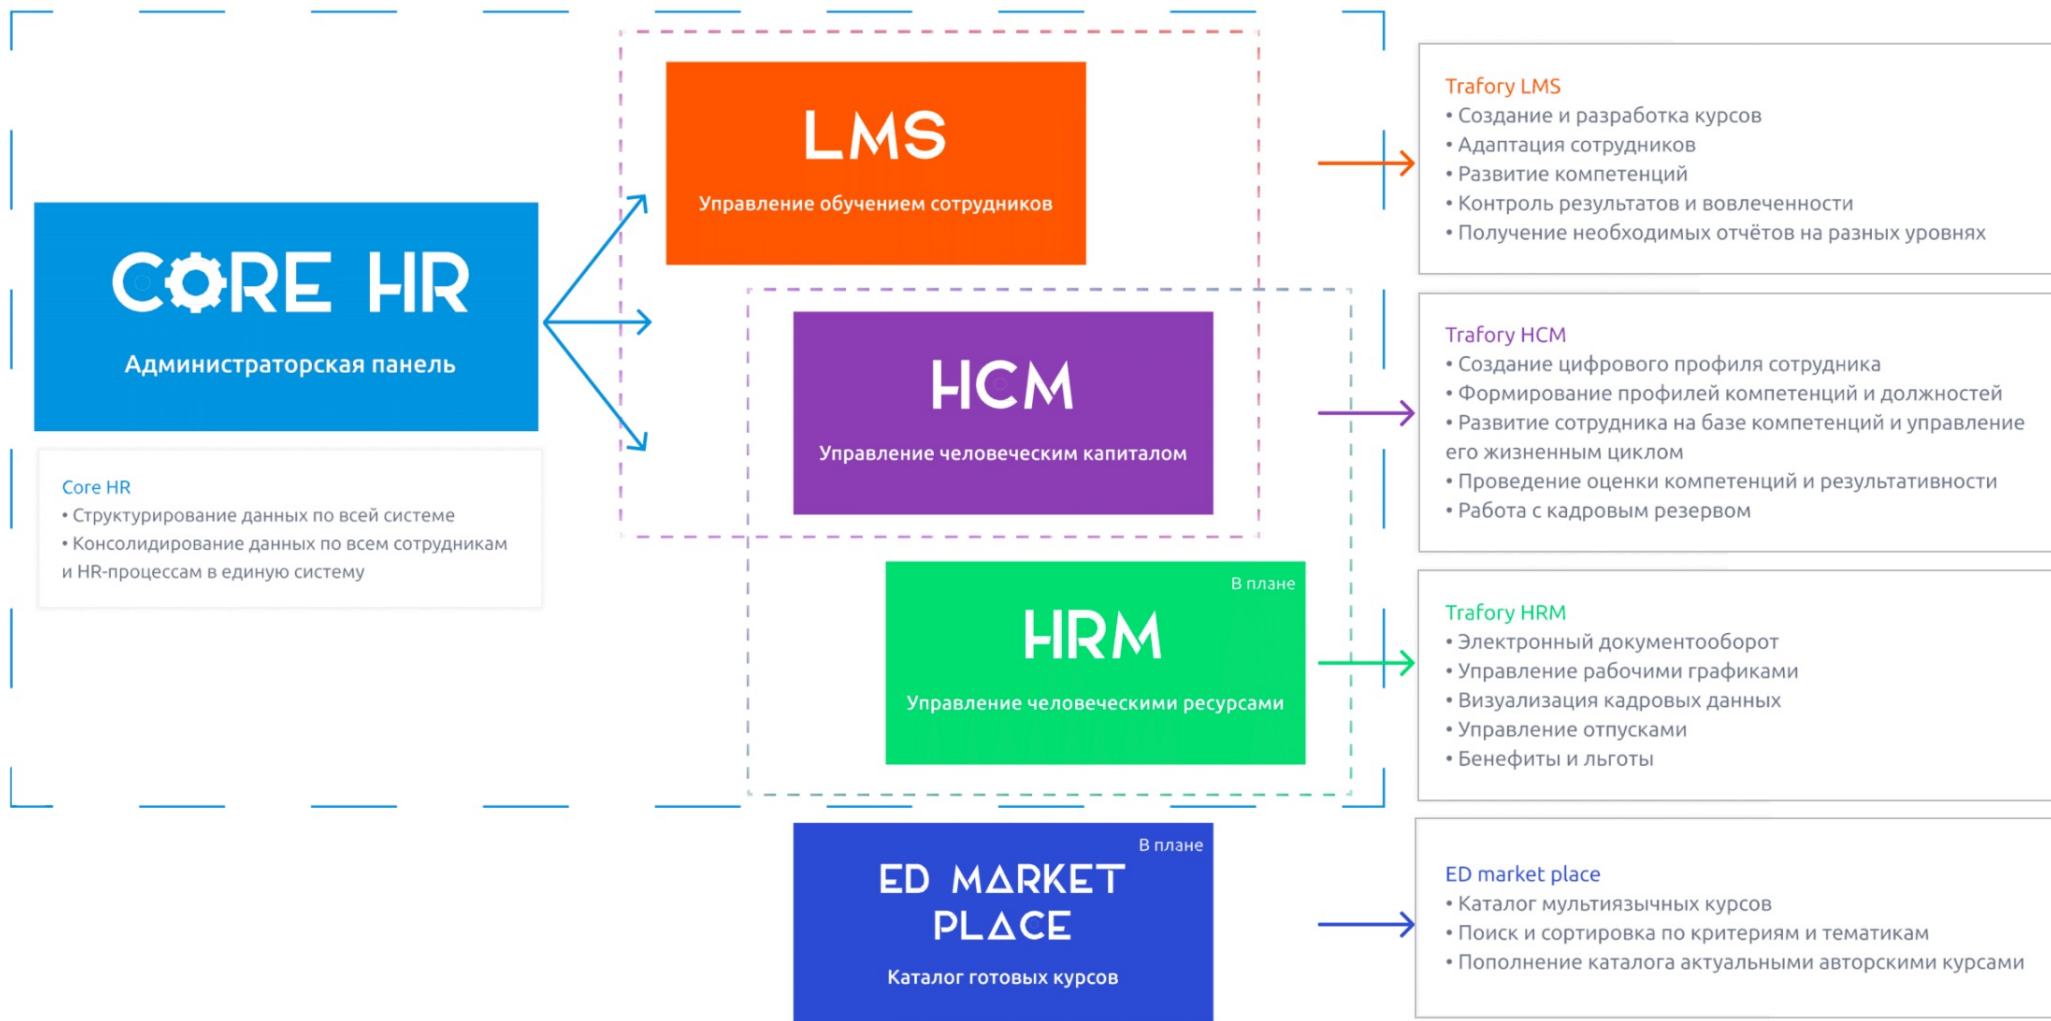 CORE HR
Администраторская панель
Core HR
• Структурирование данных по всей системе
• Консолидирование данных по всем сотрудникам
и HR-процессам в единую систему
LMS
Управление обучением сотрудников
HCM
Управление человеческим капиталом
В плане
HRM
Управление человеческими ресурсами
В плане
ED MARKET
PLACE
Каталог готовых курсов
Trafory LMS
• Создание и разработка курсов
• Адаптация сотрудников
• Развитие компетенций
• Контроль результатов и вовлеченности
• Получение необходимых отчётов на разных уровнях
Trafory HCM
• Создание цифрового профиля сотрудника
• Формирование профилей компетенций и должностей
• Развитие сотрудника на базе компетенций и управление
его жизненным циклом
• Проведение оценки компетенций и результативности
• Работа с кадровым резервом
Trafory HRM
• Электронный документооборот
• Управление рабочими графиками
• Визуализация кадровых данных
• Управление отпусками
• Бенефиты и льготы
ED market place
• Каталог мультиязычных курсов
• Поиск и сортировка по критериям и тематикам
• Пополнение каталога актуальными авторскими курсами